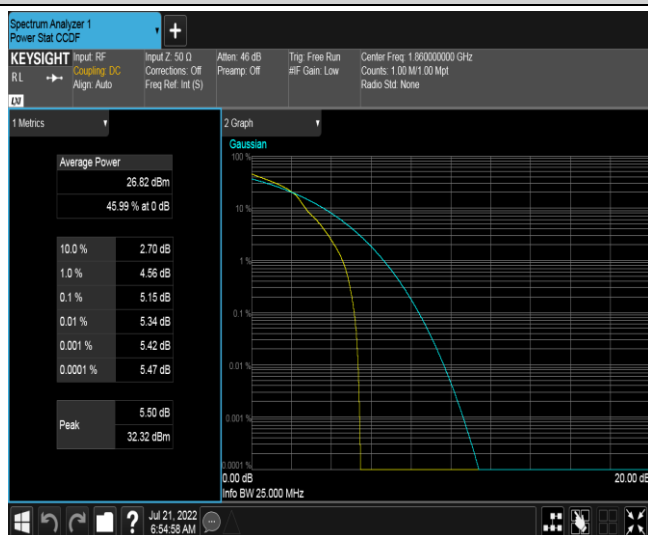 Spectrum Analyzer 1
Power Stat CCDF
+
KEYSIGHT
RL
LXI
Input: RF
Coupling: DC
Align: Auto
Input Z: 50 Ω
Corrections: Off
Freq Ref: Int (S)
Atten: 46 dB
Preamp: Off
Trig: Free Run
#IF Gain: Low
Center Freq: 1.860000000 GHz
Counts: 1.00 M/1.00 Mpt
Radio Std: None
1 Metrics
Average Power
26.82 dBm
45.99 % at 0 dB
10.0 % 2.70 dB
1.0 % 4.56 dB
0.1 % 5.15 dB
0.01 % 5.34 dB
0.001 % 5.42 dB
0.0001 % 5.47 dB
Peak
5.50 dB
32.32 dBm
2 Graph
Gaussian
100 %
10 %
1 %
0.1 %
0.01 %
0.001 %
0.0001 %
0.00 dB 20.00 dB
Info BW 25.000 MHz
?
Jul 21, 2022
6:54:58 AM